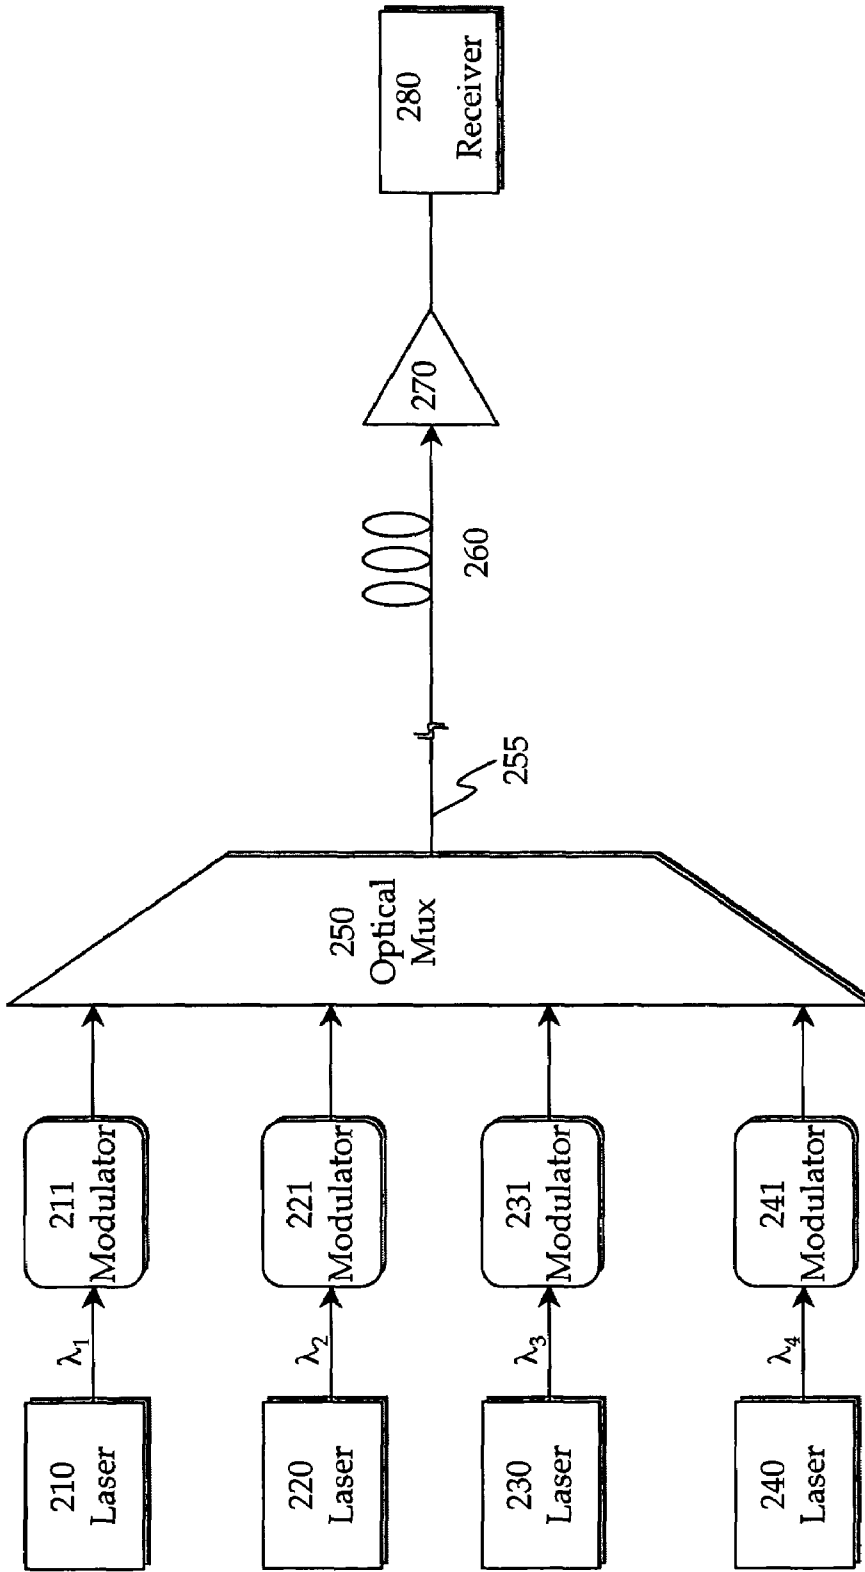 210
Laser
λ1
211
Modulator
220
Laser
λ2
221
Modulator
230
Laser
λ3
231
Modulator
240
Laser
λ4
241
Modulator
250
Optical
Mux
255
260
270
280
Receiver